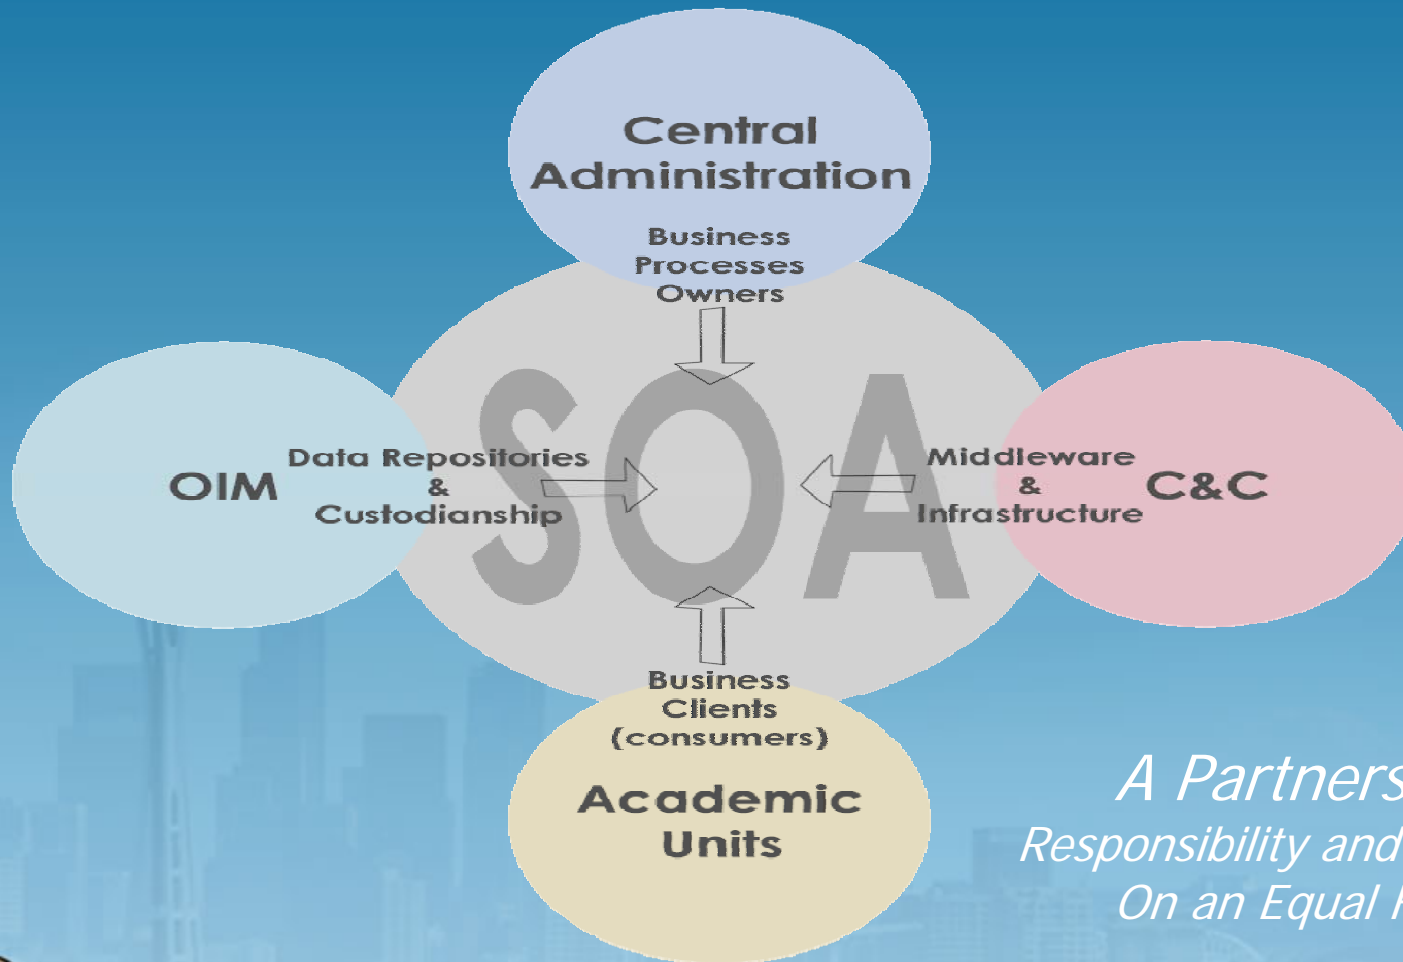 Central
Administration
Business
Processes
Owners
SOA
OIM
Data Repositories
&
Custodianship
Middleware
&
Infrastructure
C&C
Business
Clients
(consumers)
Academic
Units
A Partners
Responsibility and
On an Equal